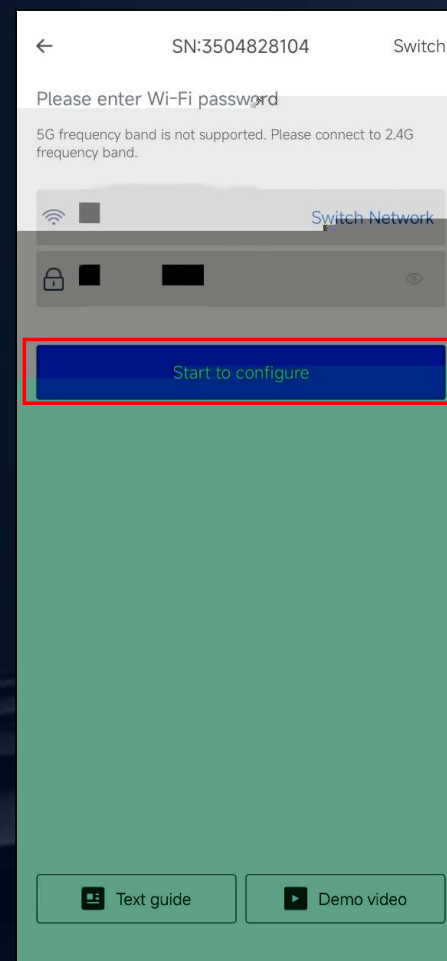 SN:3504828104 Switch
Please enter Wi-Fi password
5G frequency band is not supported. Please connect to 2.4G
frequency band.
Switch Network
Start to configure
Text guide Demo video